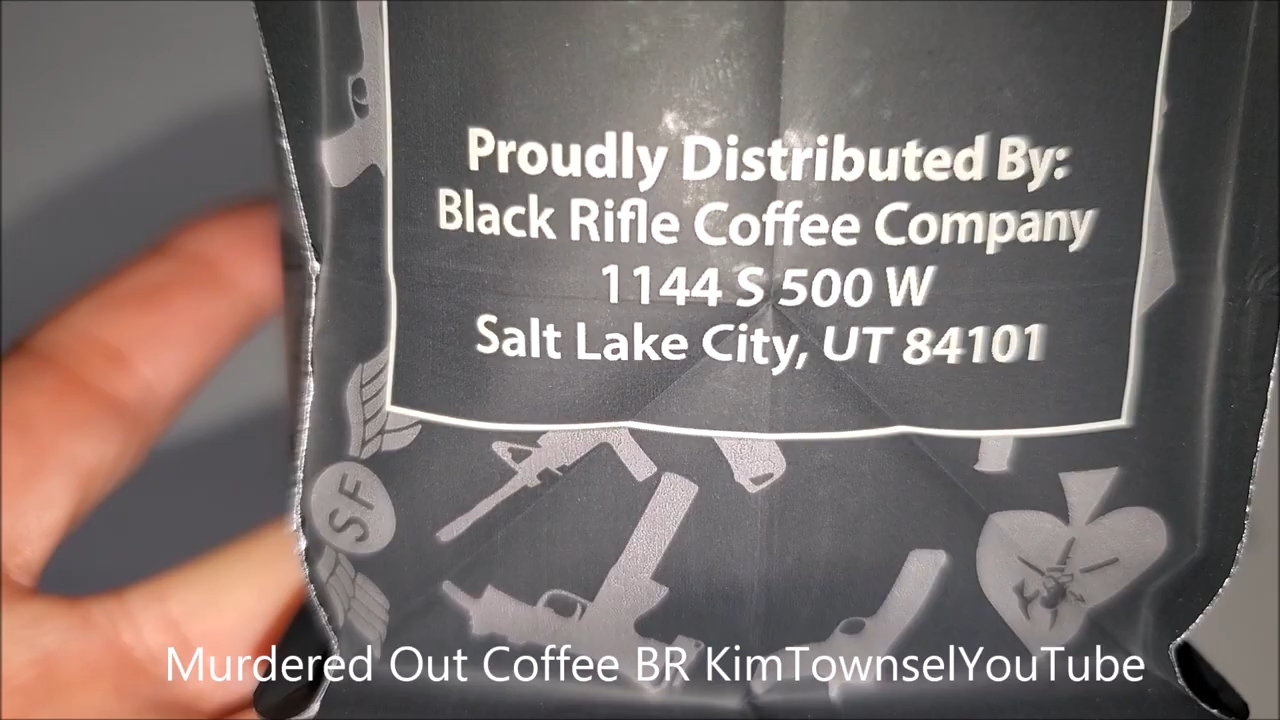 Proudly Distributed By:
Black Rifle Coffee Company
1144 S 500 W
Salt Lake City, UT 84101
SF
Murdered Out Coffee BR KimTownselYouTube